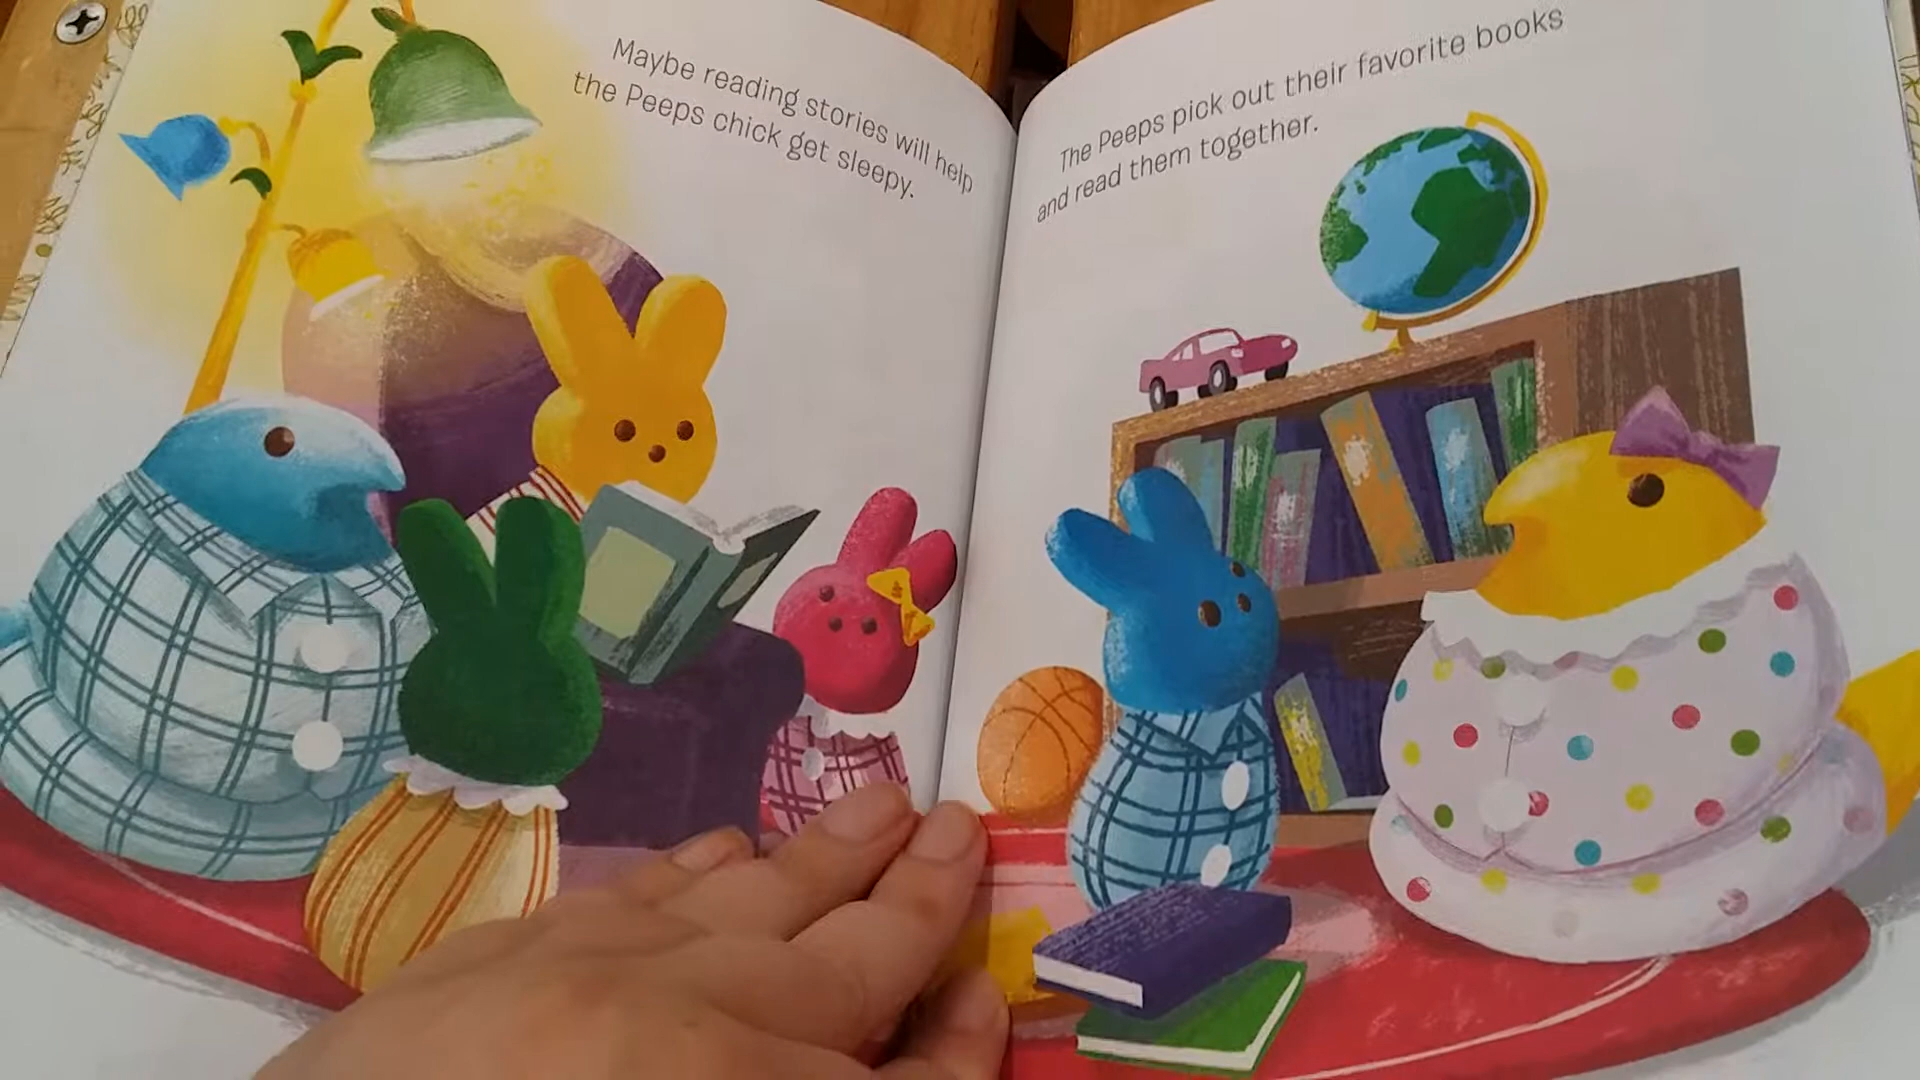 Maybe reading stories will help
the Peeps chick get sleepy.
The Peeps pick out their favorite books
and read them together.